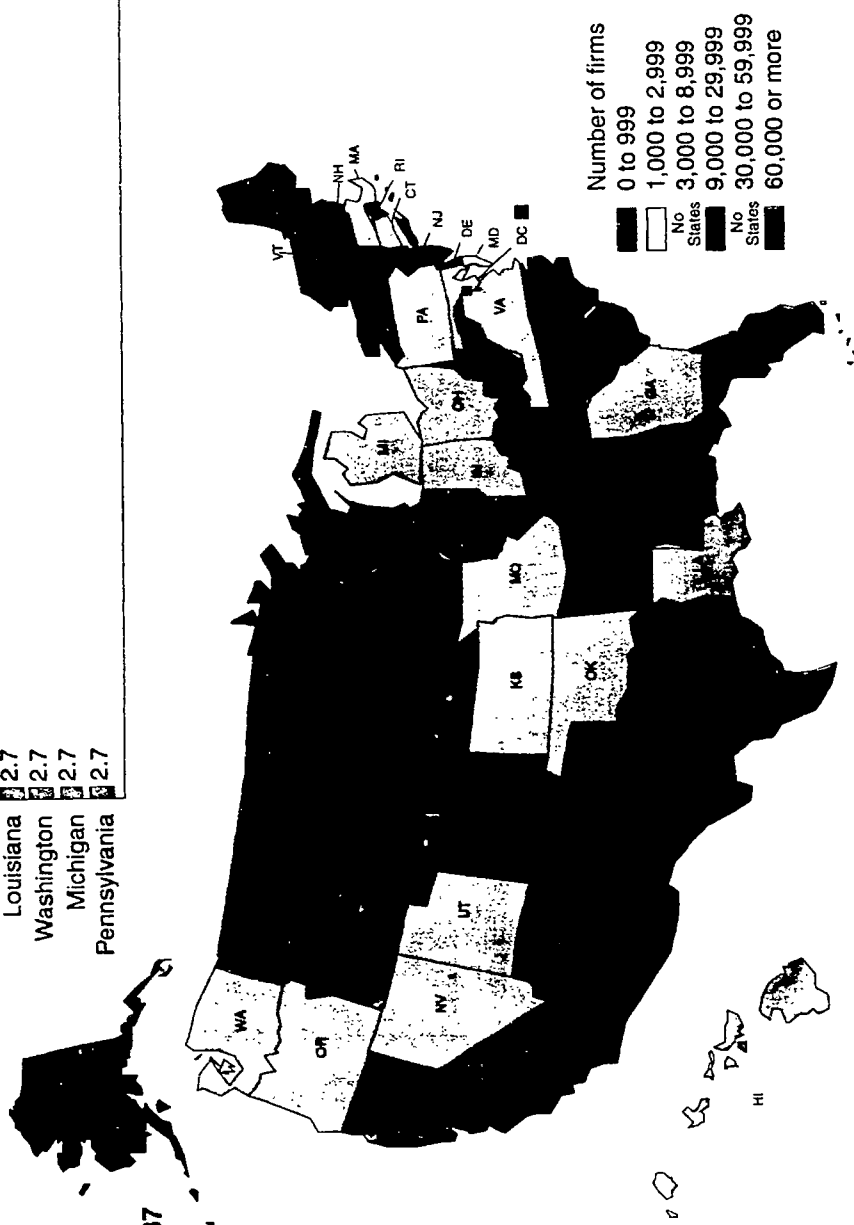 Louisiana 2.7
Washington 2.7
Michigan 2.7
Pennsylvania 2.7
87
WA
OR
NV
UT
KS
OK
MO
MI
OH
GA
PA
VA
VT
NH
MA
RI
CT
NJ
DE
MD
DC
HI
Number of firms
0 to 999
1,000 to 2,999
No States 3,000 to 8,999
9,000 to 29,999
No States 30,000 to 59,999
60,000 or more